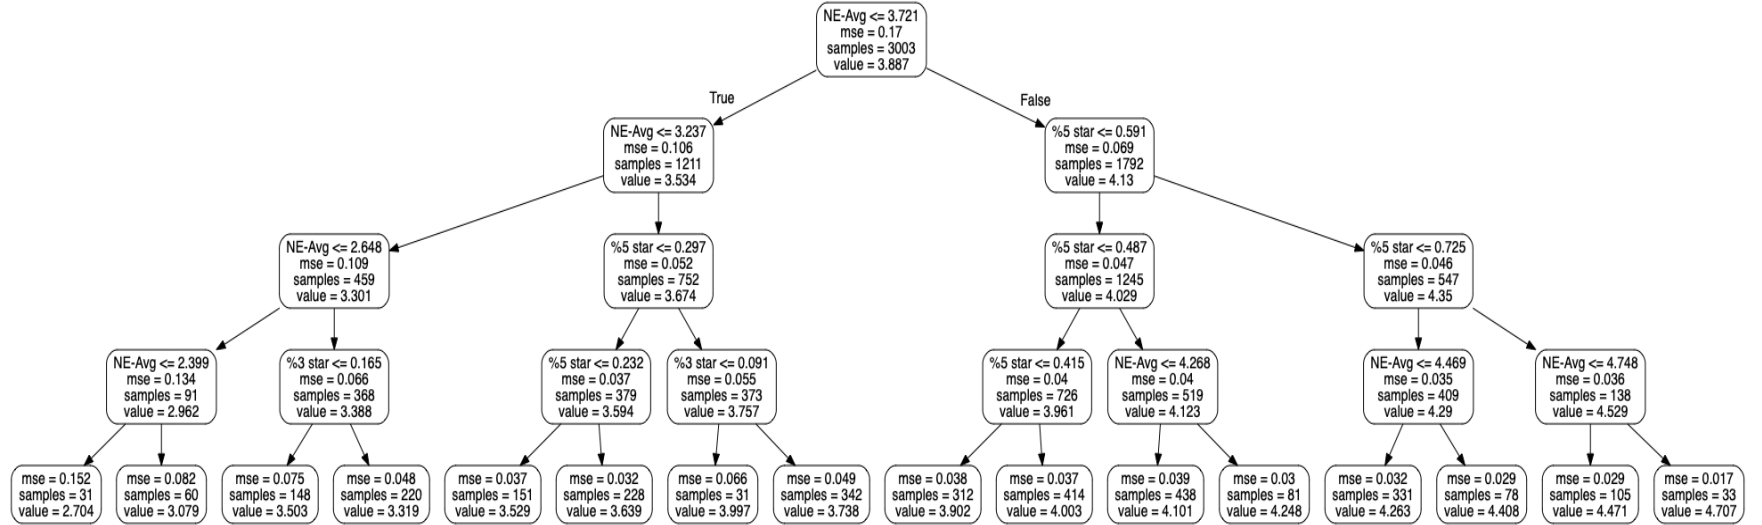 NE-Avg <= 3.721
mse = 0.17
samples = 3003
value = 3.887
True
False
NE-Avg <= 3.237
mse = 0.106
samples = 1211
value = 3.534
%5 star <= 0.591
mse = 0.069
samples = 1792
value = 4.13
NE-Avg <= 2.648
mse = 0.109
samples = 459
value = 3.301
%5 star <= 0.297
mse = 0.052
samples = 752
value = 3.674
%5 star <= 0.487
mse = 0.047
samples = 1245
value = 4.029
%5 star <= 0.725
mse = 0.046
samples = 547
value = 4.35
NE-Avg <= 2.399
mse = 0.134
samples = 91
value = 2.962
%3 star <= 0.165
mse = 0.066
samples = 368
value = 3.388
%5 star <= 0.232
mse = 0.037
samples = 379
value = 3.594
%3 star <= 0.091
mse = 0.055
samples = 373
value = 3.757
%5 star <= 0.415
mse = 0.04
samples = 726
value = 3.961
NE-Avg <= 4.268
mse = 0.04
samples = 519
value = 4.123
NE-Avg <= 4.469
mse = 0.035
samples = 409
value = 4.29
NE-Avg <= 4.748
mse = 0.036
samples = 138
value = 4.529
mse = 0.152
samples = 31
value = 2.704
mse = 0.082
samples = 60
value = 3.079
mse = 0.075
samples = 148
value = 3.503
mse = 0.048
samples = 220
value = 3.319
mse = 0.037
samples = 151
value = 3.529
mse = 0.032
samples = 228
value = 3.639
mse = 0.066
samples = 31
value = 3.997
mse = 0.049
samples = 342
value = 3.738
mse = 0.038
samples = 312
value = 3.902
mse = 0.037
samples = 414
value = 4.003
mse = 0.039
samples = 438
value = 4.101
mse = 0.03
samples = 81
value = 4.248
mse = 0.032
samples = 331
value = 4.263
mse = 0.029
samples = 78
value = 4.408
mse = 0.029
samples = 105
value = 4.471
mse = 0.017
samples = 33
value = 4.707